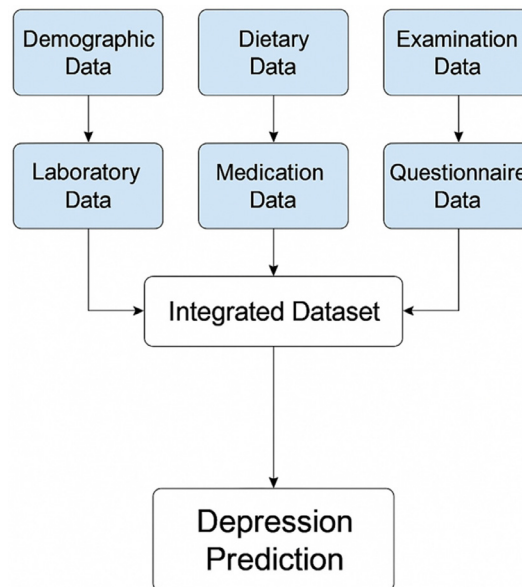 Demographic
Data
Dietary
Data
Examination
Data
Laboratory
Data
Medication
Data
Questionnaire
Data
Integrated Dataset
Depression
Prediction